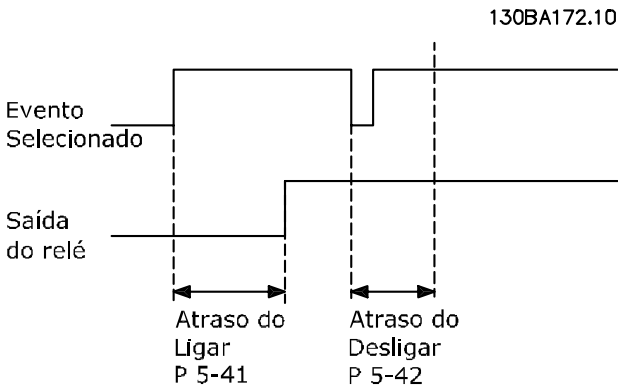 130BA172.10
Evento
Selecionado
Saída
do relé
Atraso do
Ligar
P 5-41
Atraso do
Desligar
P 5-42